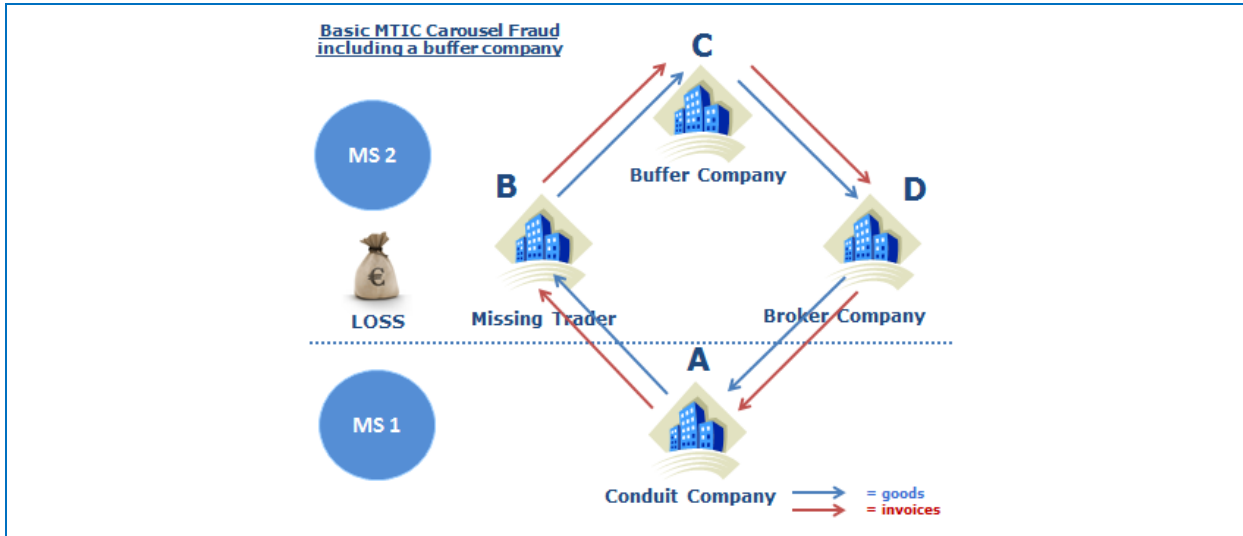 Basic MTIC Carousel Fraud
including a buffer company
C
MS 2
Buffer Company
B
D
€
LOSS
Missing Trader
Broker Company
A
MS 1
Conduit Company
= goods
= invoices